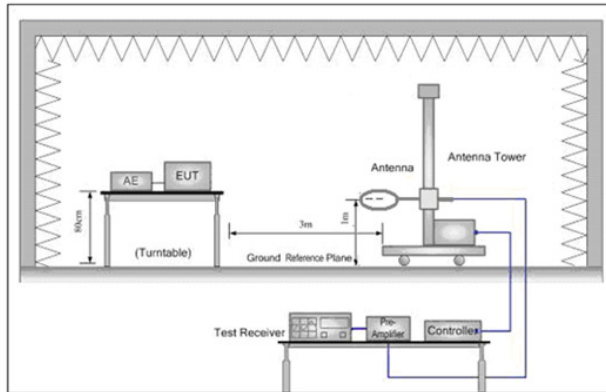 Antenna
Antenna Tower
AE
EUT
80cm
(Turntable)
3m
1m
Ground Reference Plane
Test Receiver
Pre-
Amplifier
Controller